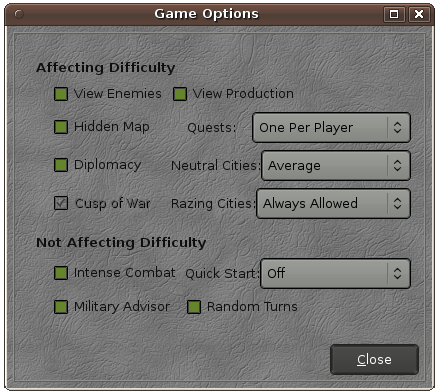 Game Options
Affecting Difficulty
View Enemies View Production
Hidden Map Quests: One Per Player
Diplomacy Neutral Cities: Average
Cusp of War Razing Cities: Always Allowed
Not Affecting Difficulty
Intense Combat Quick Start: Off
Military Advisor Random Turns
Close